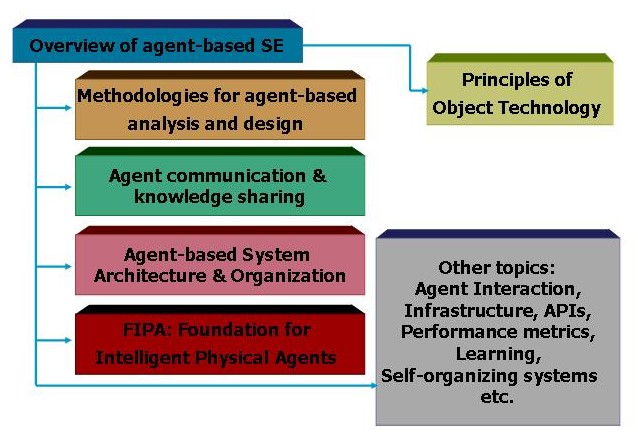 Overview of agent-based SE
Principles of
Object Technology
Methodologies for agent-based
analysis and design
Agent communication &
knowledge sharing
Agent-based System
Architecture & Organization
FIPA: Foundation for
Intelligent Physical Agents
Other topics:
Agent Interaction,
Infrastructure, APIs,
Performance metrics,
Learning,
Self-organizing systems
etc.